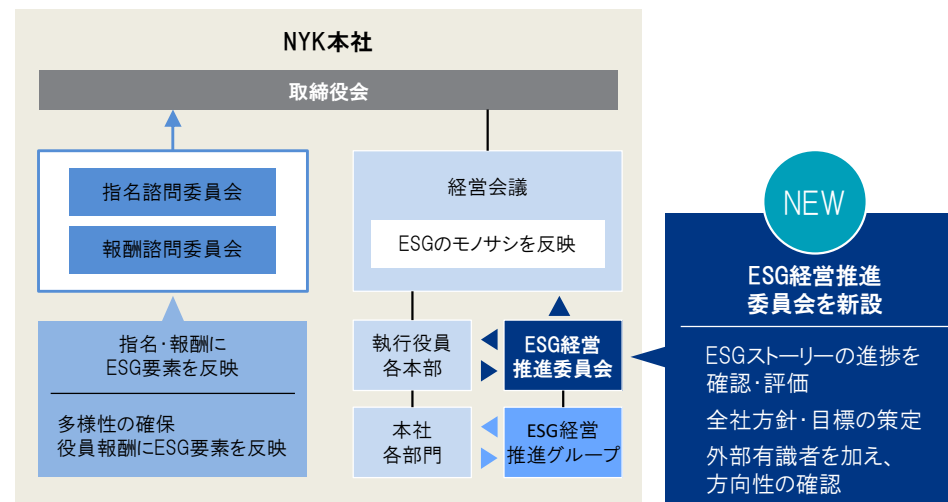 NYK本社
取締役会
指名諮問委員会
報酬諮問委員会
指名・報酬に
ESG要素を反映
多様性の確保
役員報酬にESG要素を反映
経営会議
ESGのモノサシを反映
執行役員
各本部
ESG経営
推進委員会
本社
各部門
ESG経営
推進グループ
NEW
ESG経営推進
委員会を新設
ESGストーリーの進捗を
確認・評価
全社方針・目標の策定
外部有識者を加え、
方向性の確認